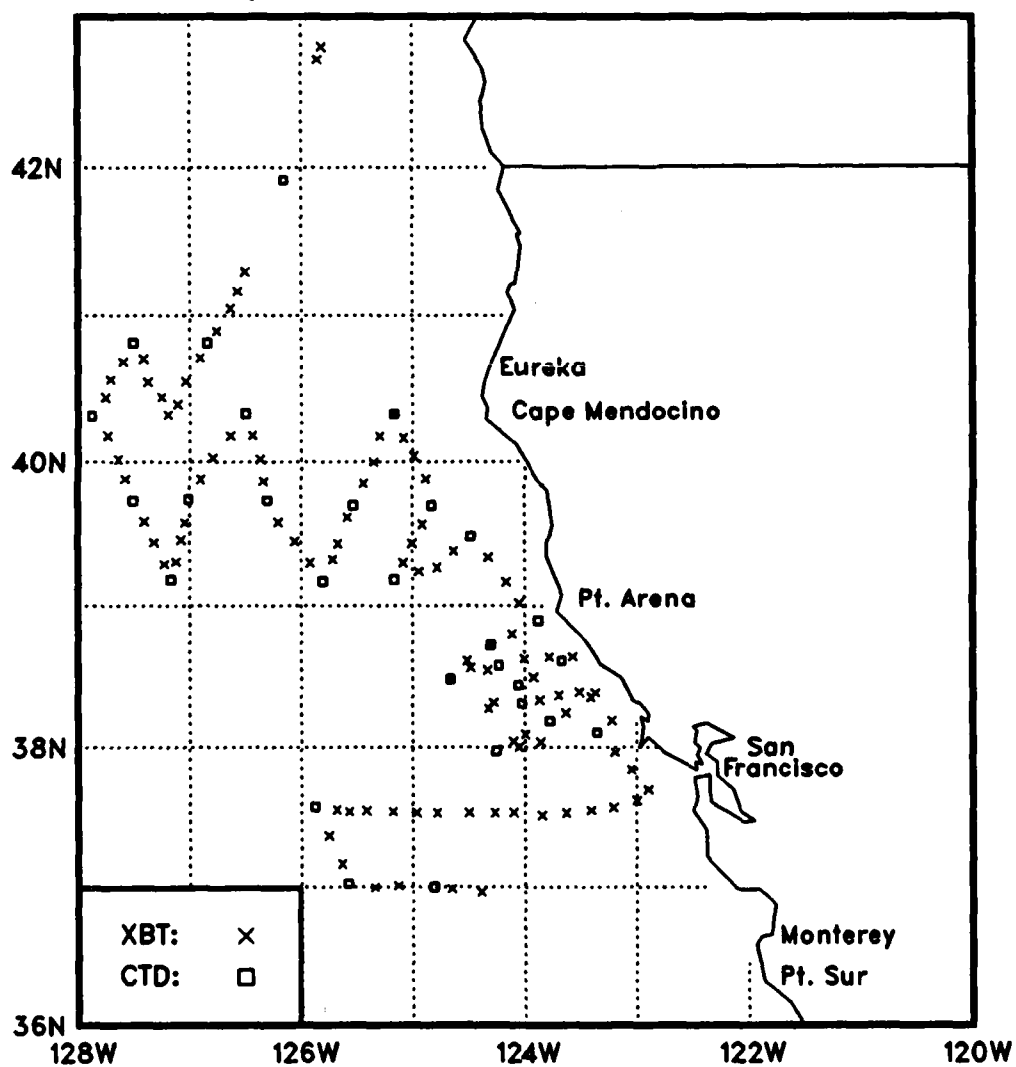 42N
Eureka
Cape Mendocino
40N
Pt. Arena
38N
San
Francisco
XBT: ×
CTD: □
Monterey
Pt. Sur
36N
128W 126W 124W 122W 120W